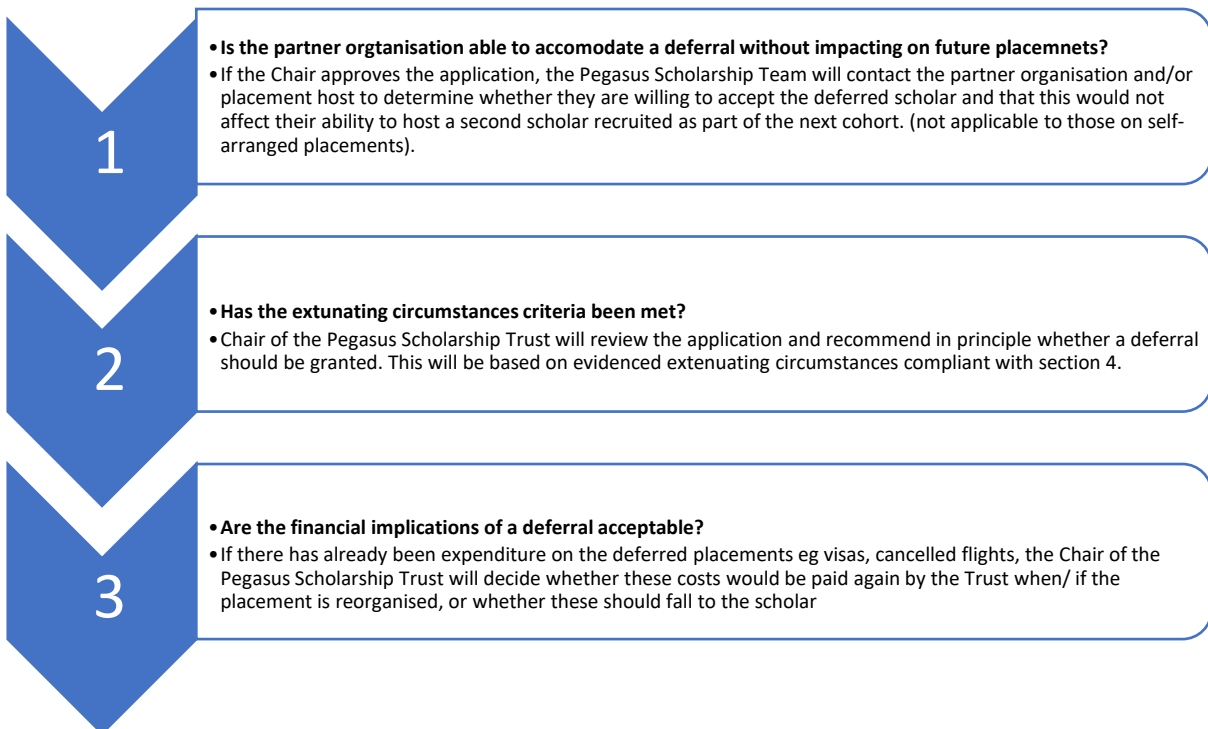 1
•Is the partner orgtanisation able to accomodate a deferral without impacting on future placemnets?
•If the Chair approves the application, the Pegasus Scholarship Team will contact the partner organisation and/or
placement host to determine whether they are willing to accept the deferred scholar and that this would not
affect their ability to host a second scholar recruited as part of the next cohort. (not applicable to those on self-
arranged placements).
2
•Has the extunating circumstances criteria been met?
•Chair of the Pegasus Scholarship Trust will review the application and recommend in principle whether a deferral
should be granted. This will be based on evidenced extenuating circumstances compliant with section 4.
3
•Are the financial implications of a deferral acceptable?
•If there has already been expenditure on the deferred placements eg visas, cancelled flights, the Chair of the
Pegasus Scholarship Trust will decide whether these costs would be paid again by the Trust when/ if the
placement is reorganised, or whether these should fall to the scholar